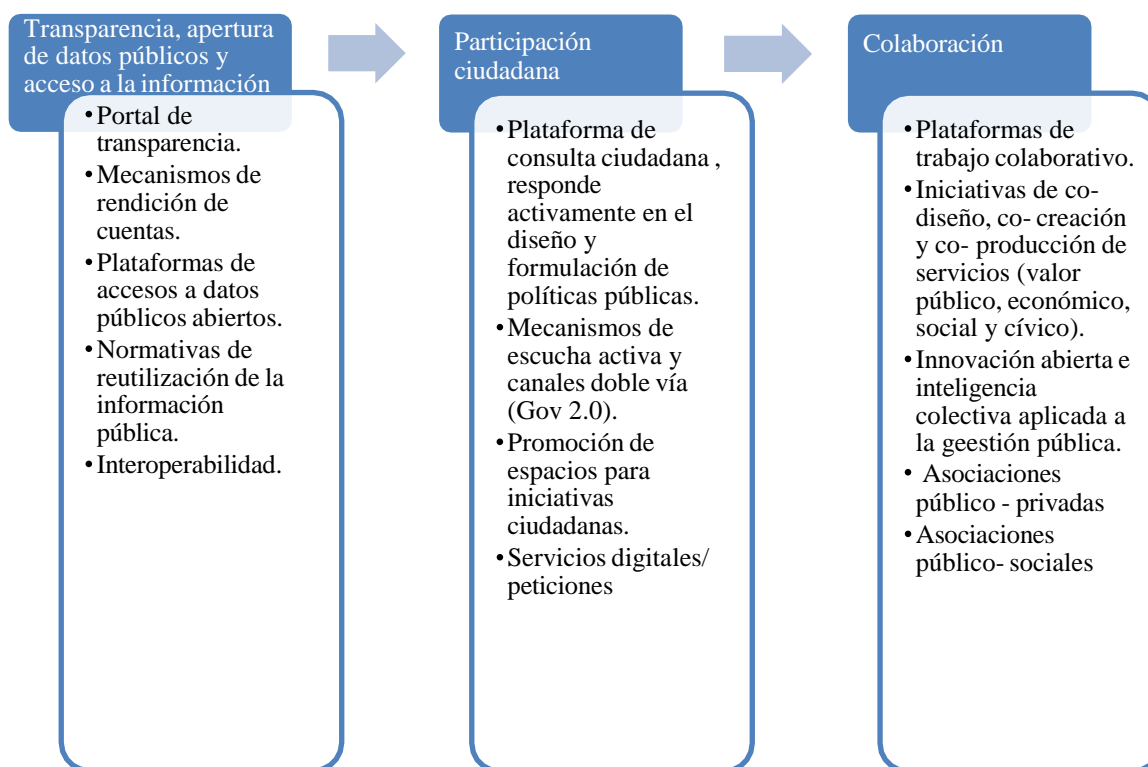 Transparencia, apertura
de datos públicos y
acceso a la información
•Portal de
transparencia.
•Mecanismos de
rendición de
cuentas.
•Plataformas de
accesos a datos
públicos abiertos.
•Normativas de
reutilización de la
información
pública.
•Interoperabilidad.
Participación
ciudadana
•Plataforma de
consulta ciudadana ,
responde
activamente en el
diseño y
formulación de
políticas públicas.
•Mecanismos de
escucha activa y
canales doble vía
(Gov 2.0).
•Promoción de
espacios para
iniciativas
ciudadanas.
•Servicios digitales/
peticiones
Colaboración
•Plataformas de
trabajo colaborativo.
•Iniciativas de co-
diseño, co- creación
y co- producción de
servicios (valor
público, económico,
social y cívico).
•Innovación abierta e
inteligencia
colectiva aplicada a
la geestión pública.
• Asociaciones
público - privadas
•Asociaciones
público- sociales